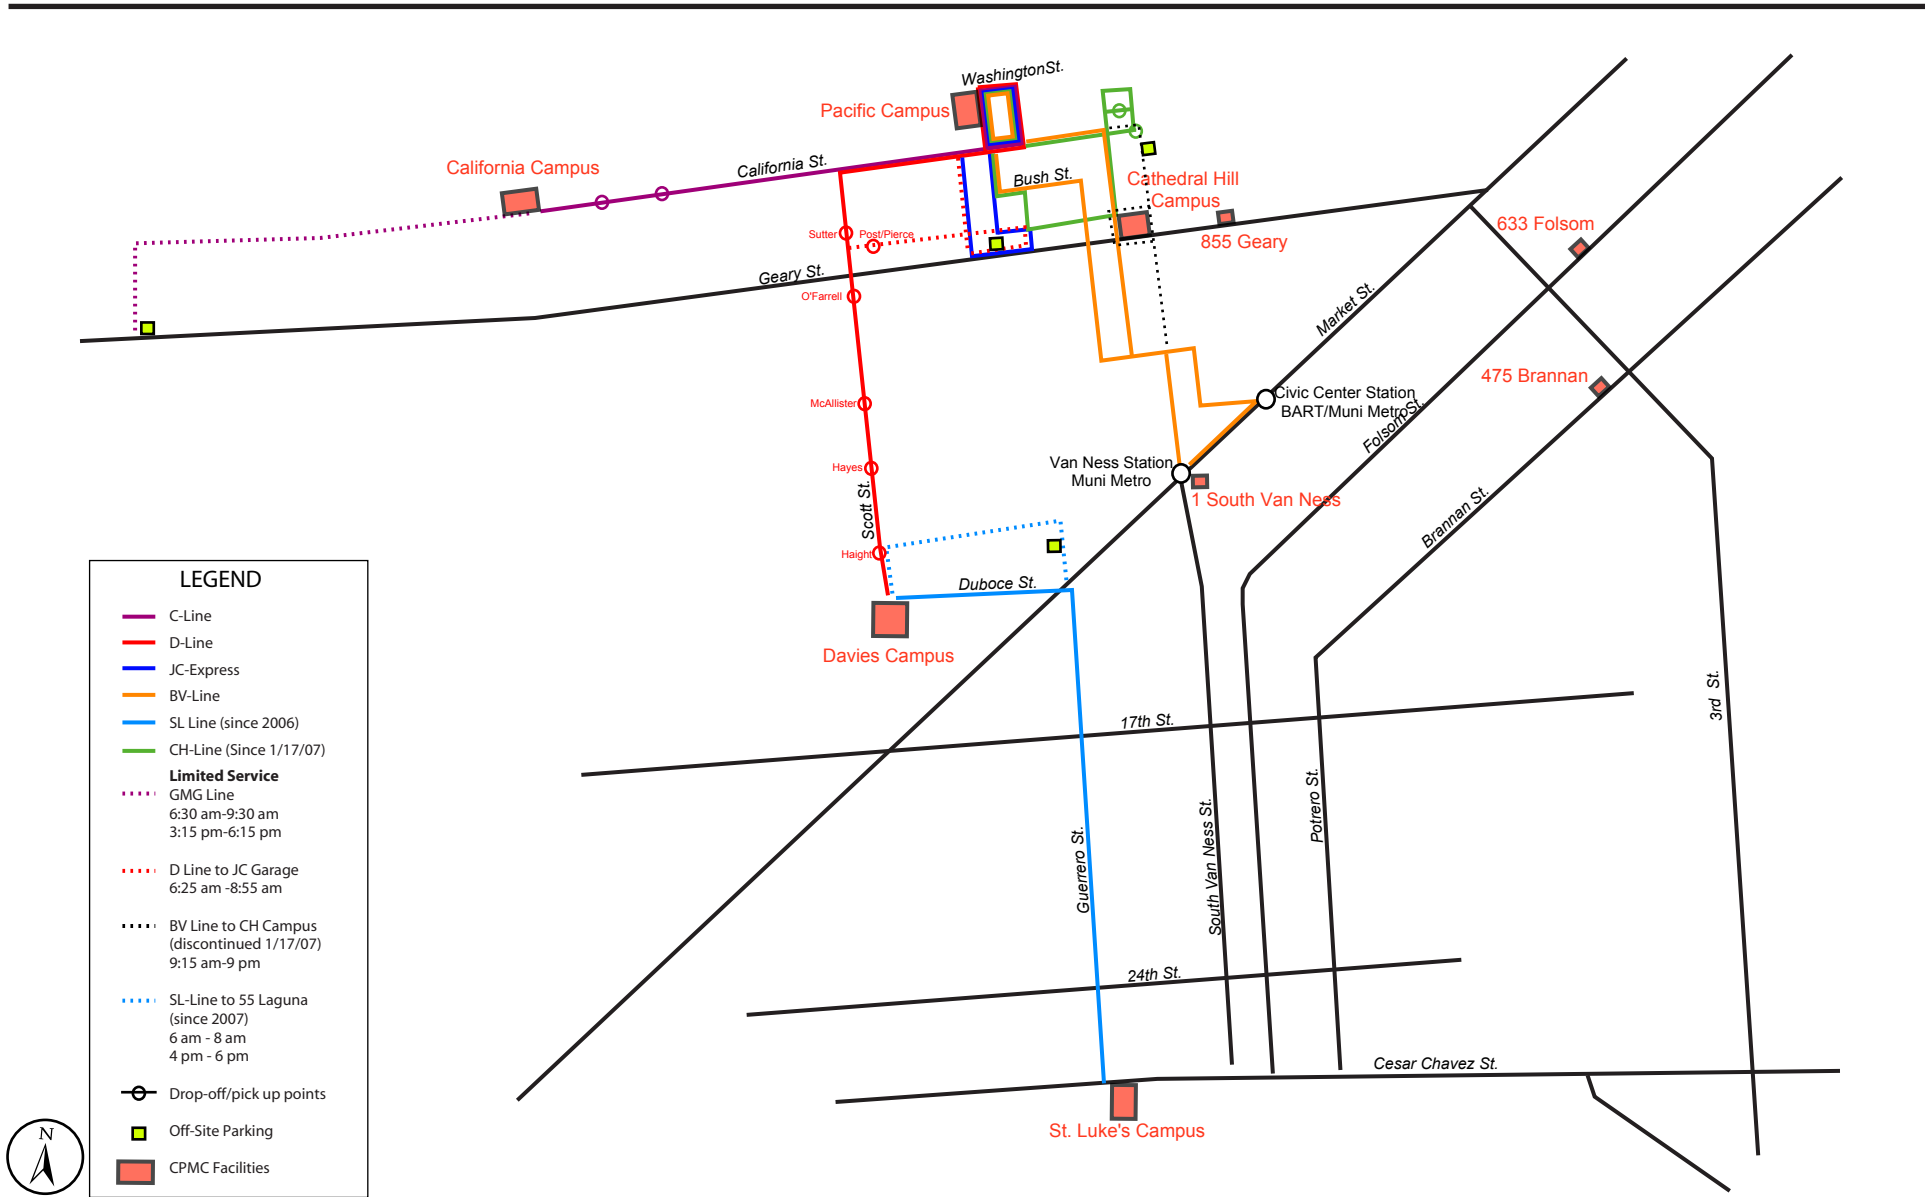 WashingtonSt.
Pacific Campus
California Campus
California St.
Bush St.
Cathedral Hill
Campus
855 Geary
633 Folsom
Sutter
Post/Pierce
Geary St.
O'Farrell
Market St.
475 Brannan
McAllister
Civic Center Station
BART/Muni Metro
Folsom St.
Hayes
Van Ness Station
Muni Metro
1 South Van Ness
Scott St.
Brannan St.
Haight
Duboce St.
Davies Campus
3rd St.
17th St.
Potrero St.
South Van Ness St.
Guerrero St.
24th St.
Cesar Chavez St.
St. Luke's Campus
LEGEND
C-Line
D-Line
JC-Express
BV-Line
SL Line (since 2006)
CH-Line (Since 1/17/07)
Limited Service
GMG Line
6:30 am-9:30 am
3:15 pm-6:15 pm
D Line to JC Garage
6:25 am -8:55 am
BV Line to CH Campus
(discontinued 1/17/07)
9:15 am-9 pm
SL-Line to 55 Laguna
(since 2007)
6 am - 8 am
4 pm - 6 pm
Drop-off/pick up points
Off-Site Parking
CPMC Facilities
N